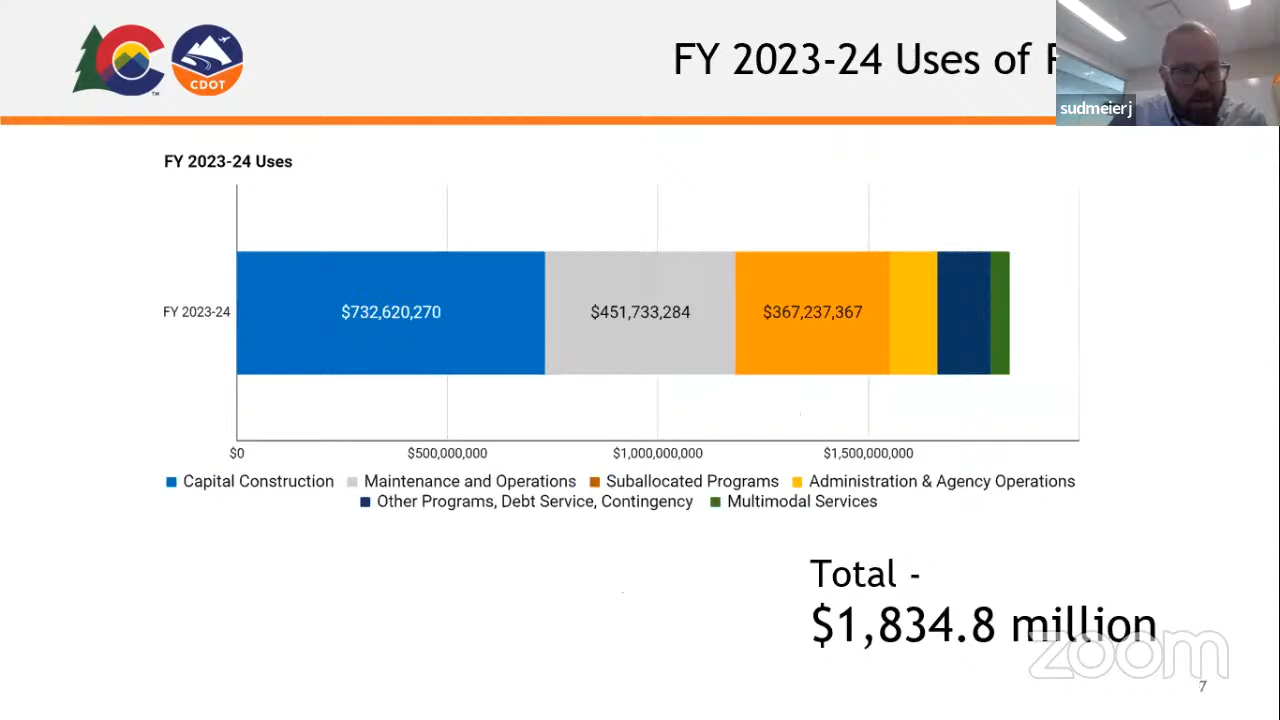 FY 2023-24 Uses of
sudmeierj
CDOT
FY 2023-24 Uses
$732,620,270
$451,733,284
$367,237,367
FY 2023-24
$0
$500,000,000
$1,000,000,000
$1,500,000,000
Capital Construction
Maintenance and Operations
Suballocated Programs
Administration & Agency Operations
Other Programs, Debt Service, Contingency
Multimodal Services
Total -
$1,834.8 million
zoom
7